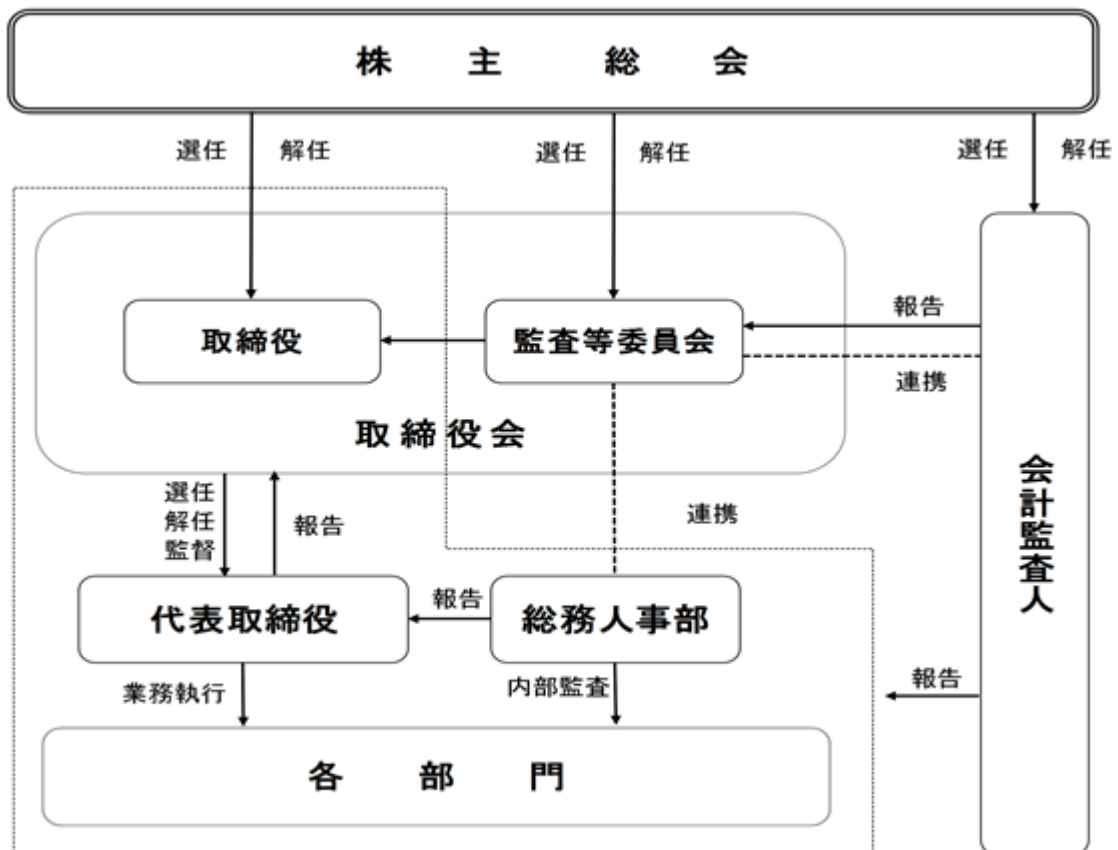 株主総会
選任 解任
選任 解任
選任 解任
取締役
監査等委員会
報告
連携
取締役会
選任
解任
監督
報告
連携
会計監査人
代表取締役
報告
総務人事部
業務執行
内部監査
報告
各部門